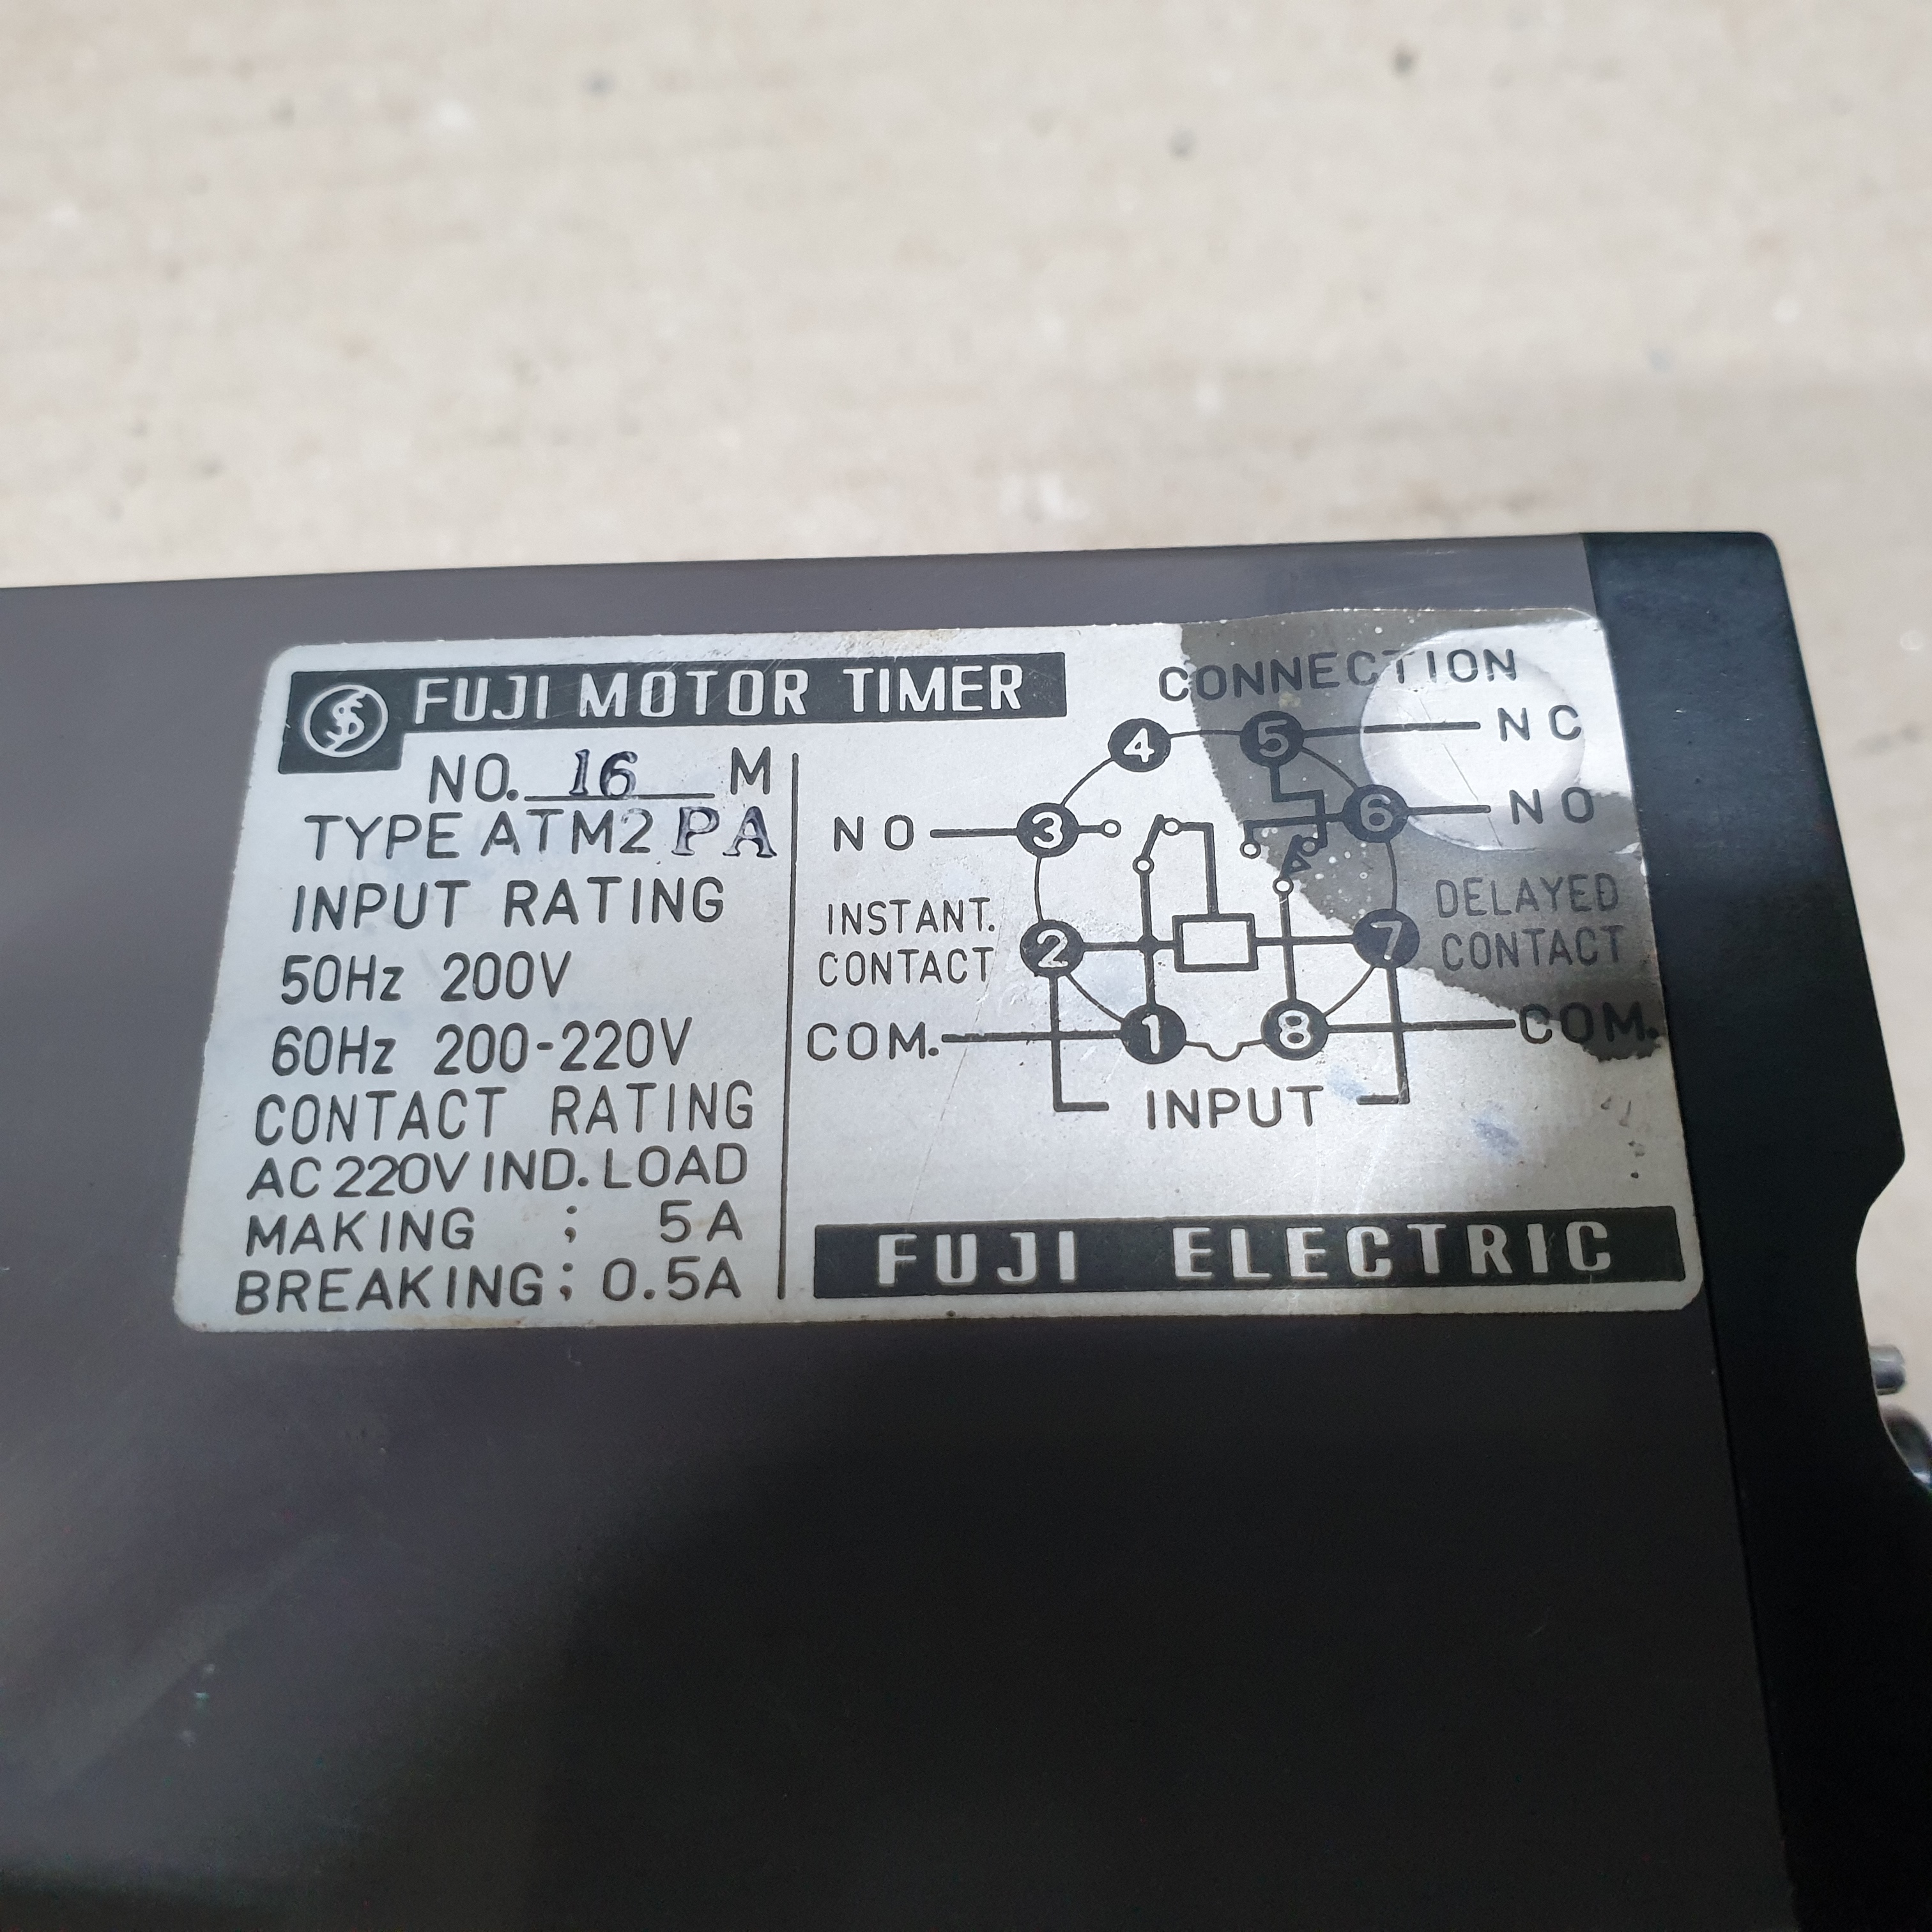 FUJI MOTOR TIMER
NO. 16 M
TYPE ATM2 PA
INPUT RATING
50Hz 200V
60Hz 200-220V
CONTACT RATING
AC 220V IND. LOAD
MAKING ; 5A
BREAKING ; 0.5A
CONNECTION
4 5 NC
NO 3 6 NO
INSTANT.
CONTACT
2 7
DELAYED
CONTACT
COM. 1 8 COM.
INPUT
FUJI ELECTRIC